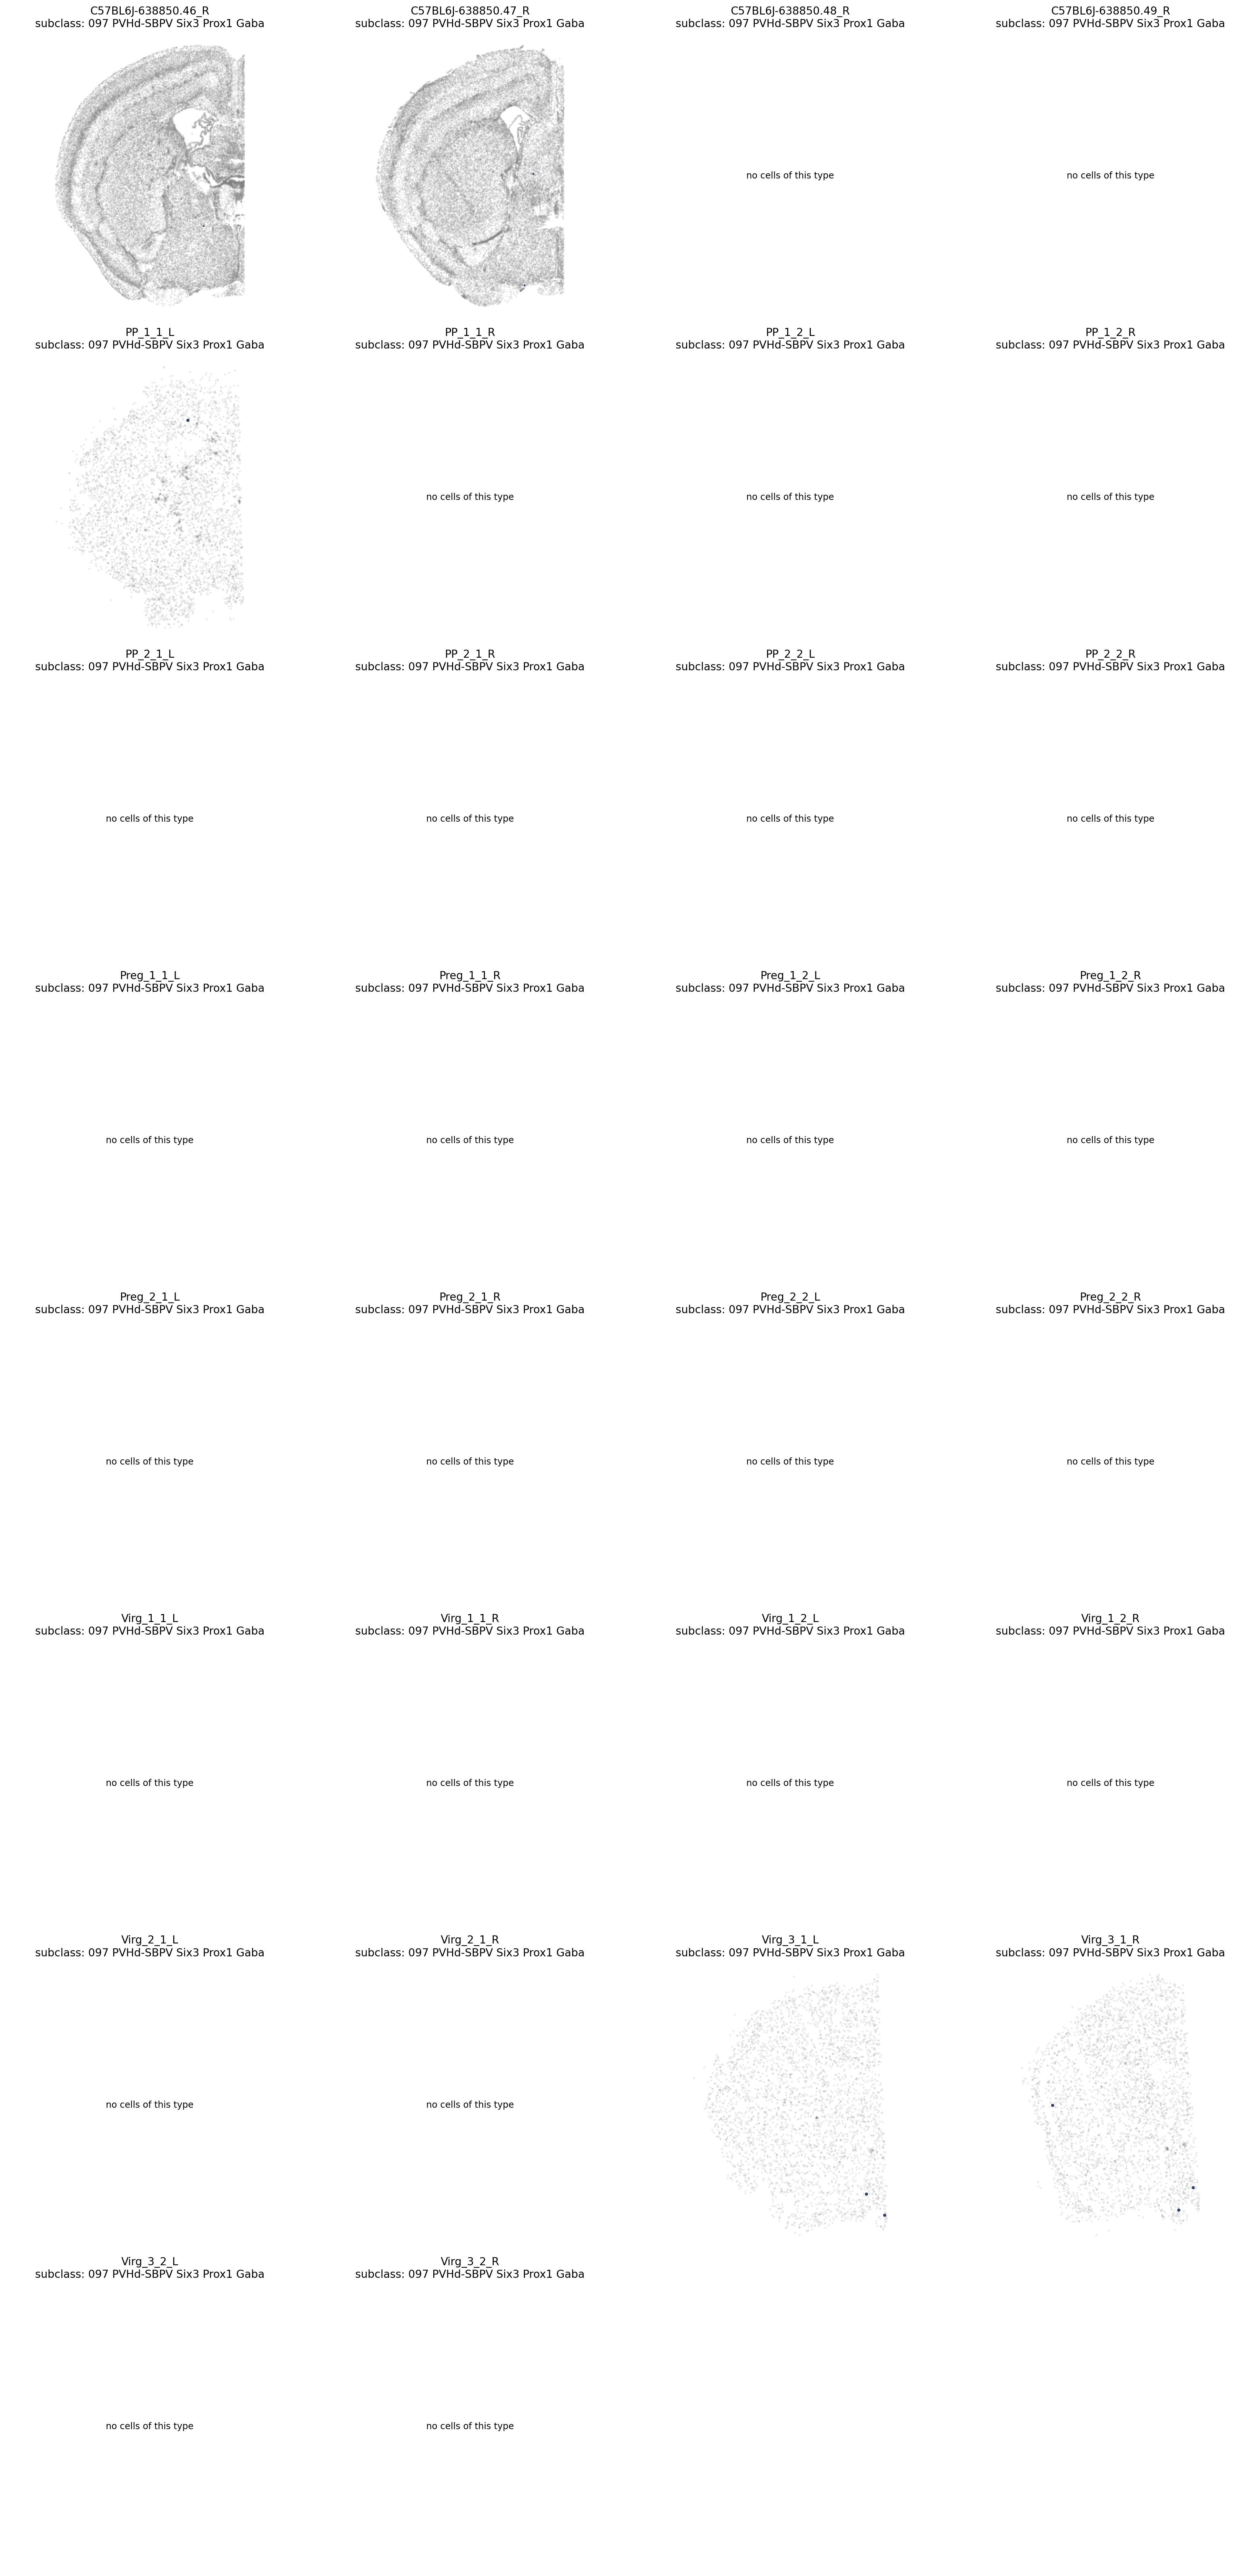 C57BL6J-638850.46_R
subclass: 097 PVHd-SBPV Six3 Prox1 Gaba
C57BL6J-638850.47_R
subclass: 097 PVHd-SBPV Six3 Prox1 Gaba
C57BL6J-638850.48_R
subclass: 097 PVHd-SBPV Six3 Prox1 Gaba
no cells of this type
C57BL6J-638850.49_R
subclass: 097 PVHd-SBPV Six3 Prox1 Gaba
no cells of this type
PP_1_1_L
subclass: 097 PVHd-SBPV Six3 Prox1 Gaba
PP_1_1_R
subclass: 097 PVHd-SBPV Six3 Prox1 Gaba
no cells of this type
PP_1_2_L
subclass: 097 PVHd-SBPV Six3 Prox1 Gaba
no cells of this type
PP_1_2_R
subclass: 097 PVHd-SBPV Six3 Prox1 Gaba
no cells of this type
PP_2_1_L
subclass: 097 PVHd-SBPV Six3 Prox1 Gaba
no cells of this type
PP_2_1_R
subclass: 097 PVHd-SBPV Six3 Prox1 Gaba
no cells of this type
PP_2_2_L
subclass: 097 PVHd-SBPV Six3 Prox1 Gaba
no cells of this type
PP_2_2_R
subclass: 097 PVHd-SBPV Six3 Prox1 Gaba
no cells of this type
Preg_1_1_L
subclass: 097 PVHd-SBPV Six3 Prox1 Gaba
no cells of this type
Preg_1_1_R
subclass: 097 PVHd-SBPV Six3 Prox1 Gaba
no cells of this type
Preg_1_2_L
subclass: 097 PVHd-SBPV Six3 Prox1 Gaba
no cells of this type
Preg_1_2_R
subclass: 097 PVHd-SBPV Six3 Prox1 Gaba
no cells of this type
Preg_2_1_L
subclass: 097 PVHd-SBPV Six3 Prox1 Gaba
no cells of this type
Preg_2_1_R
subclass: 097 PVHd-SBPV Six3 Prox1 Gaba
no cells of this type
Preg_2_2_L
subclass: 097 PVHd-SBPV Six3 Prox1 Gaba
no cells of this type
Preg_2_2_R
subclass: 097 PVHd-SBPV Six3 Prox1 Gaba
no cells of this type
Virg_1_1_L
subclass: 097 PVHd-SBPV Six3 Prox1 Gaba
no cells of this type
Virg_1_1_R
subclass: 097 PVHd-SBPV Six3 Prox1 Gaba
no cells of this type
Virg_1_2_L
subclass: 097 PVHd-SBPV Six3 Prox1 Gaba
no cells of this type
Virg_1_2_R
subclass: 097 PVHd-SBPV Six3 Prox1 Gaba
no cells of this type
Virg_2_1_L
subclass: 097 PVHd-SBPV Six3 Prox1 Gaba
no cells of this type
Virg_2_1_R
subclass: 097 PVHd-SBPV Six3 Prox1 Gaba
no cells of this type
Virg_3_1_L
subclass: 097 PVHd-SBPV Six3 Prox1 Gaba
Virg_3_1_R
subclass: 097 PVHd-SBPV Six3 Prox1 Gaba
Virg_3_2_L
subclass: 097 PVHd-SBPV Six3 Prox1 Gaba
no cells of this type
Virg_3_2_R
subclass: 097 PVHd-SBPV Six3 Prox1 Gaba
no cells of this type